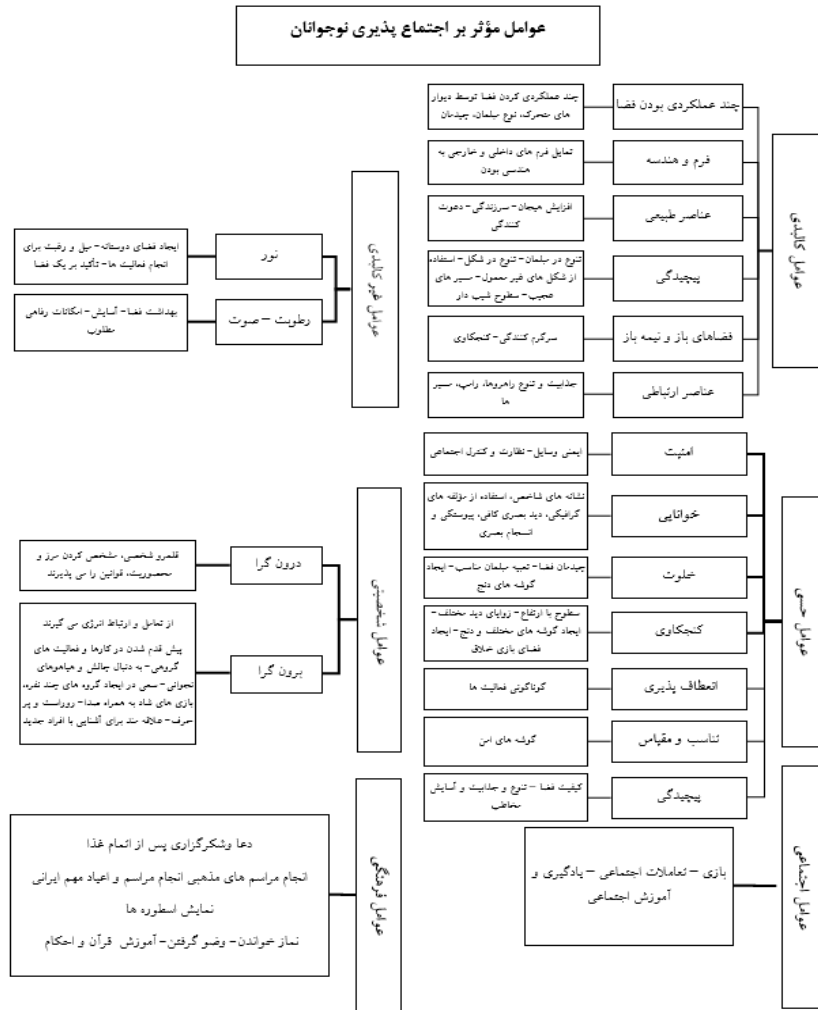 عوامل مؤثر بر اجتماع پذیری نوجوانان
عوامل کالبدی
چند عملکردی بودن فضا
چند عملکردی کردن فضا توسط دیوار
های متحرک، نوع مبلمان، چیدمان
فرم و هندسه
تمایل فرم های داخلی و خارجی به
هندسی بودن
عناصر طبیعی
افزایش هیجان- سرزندگی- دعوت
کنندگی
پیچیدگی
تنوع در مبلمان- تنوع در شکل- استفاده
از شکل های غیر معمول- مسیر های
عجیب- سطوح شیب دار
فضاهای باز و نیمه باز
سرگرم کنندگی- کنجکاوی
عناصر ارتباطی
جذابیت و تنوع راهروها، رامپ، مسیر
ها
عوامل غیر کالبدی
نور
ایجاد فضای دوستانه- میل و رغبت برای
انجام فعالیت ها- تأکید بر یک فضا
رطوبت – صوت
بهداشت فضا- آسایش- امکانات رفاهی
مطلوب
عوامل حسی
امنیت
ایمنی وسایل- نظارت و کنترل اجتماعی
خوانایی
نشانه های شاخص، استفاده از مؤلفه های
گرافیکی، دید بصری کافی، پیوستگی و
انسجام بصری
خلوت
چیدمان فضا- تعبیه مبلمان مناسب- ایجاد
گوشه های دنج
کنجکاوی
سطوح با ارتفاع- زوایای دید مختلف-
ایجاد گوشه های مختلف و دنج- ایجاد
فضای بازی خلاق
انعطاف پذیری
گوناگونی فعالیت ها
تناسب و مقیاس
گوشه های امن
پیچیدگی
کیفیت فضا – تنوع و جذابیت و آسایش
مخاطب
عوامل شخصیتی
درون گرا
قلمرو شخصی، مشخص کردن مرز و
محصوریت، قوانین را می پذیرند
برون گرا
از تعامل و ارتباط انرژی می گیرند
پیش قدم شدن در کارها و فعالیت های
گروهی- به دنبال چالش و هیاهوهای
نجوانی- سعی در ایجاد گروه های چند نفره،
بازی های شاد به همراه صدا- روراست و پر
حرف- علاقه مند برای آشنایی با افراد جدید
عوامل اجتماعی
بازی – تعاملات اجتماعی – یادگیری و
آموزش اجتماعی
عوامل فرهنگی
دعا وشکرگزاری پس از اتمام غذا
انجام مراسم های مذهبی انجام مراسم و اعیاد مهم ایرانی
نمایش اسطوره ها
نماز خواندن- وضو گرفتن- آموزش قرآن و احکام